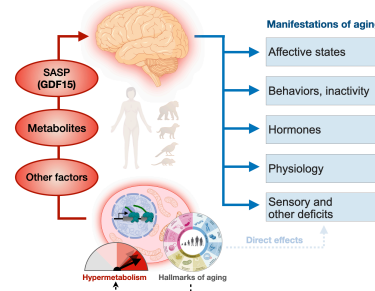 Manifestations of aging
Affective states
SASP
(GDF15)
Behaviors, inactivity
Metabolites
Hormones
Other factors
Physiology
Sensory and
other deficits
Direct effects
Hypermetabolism
Hallmarks of aging